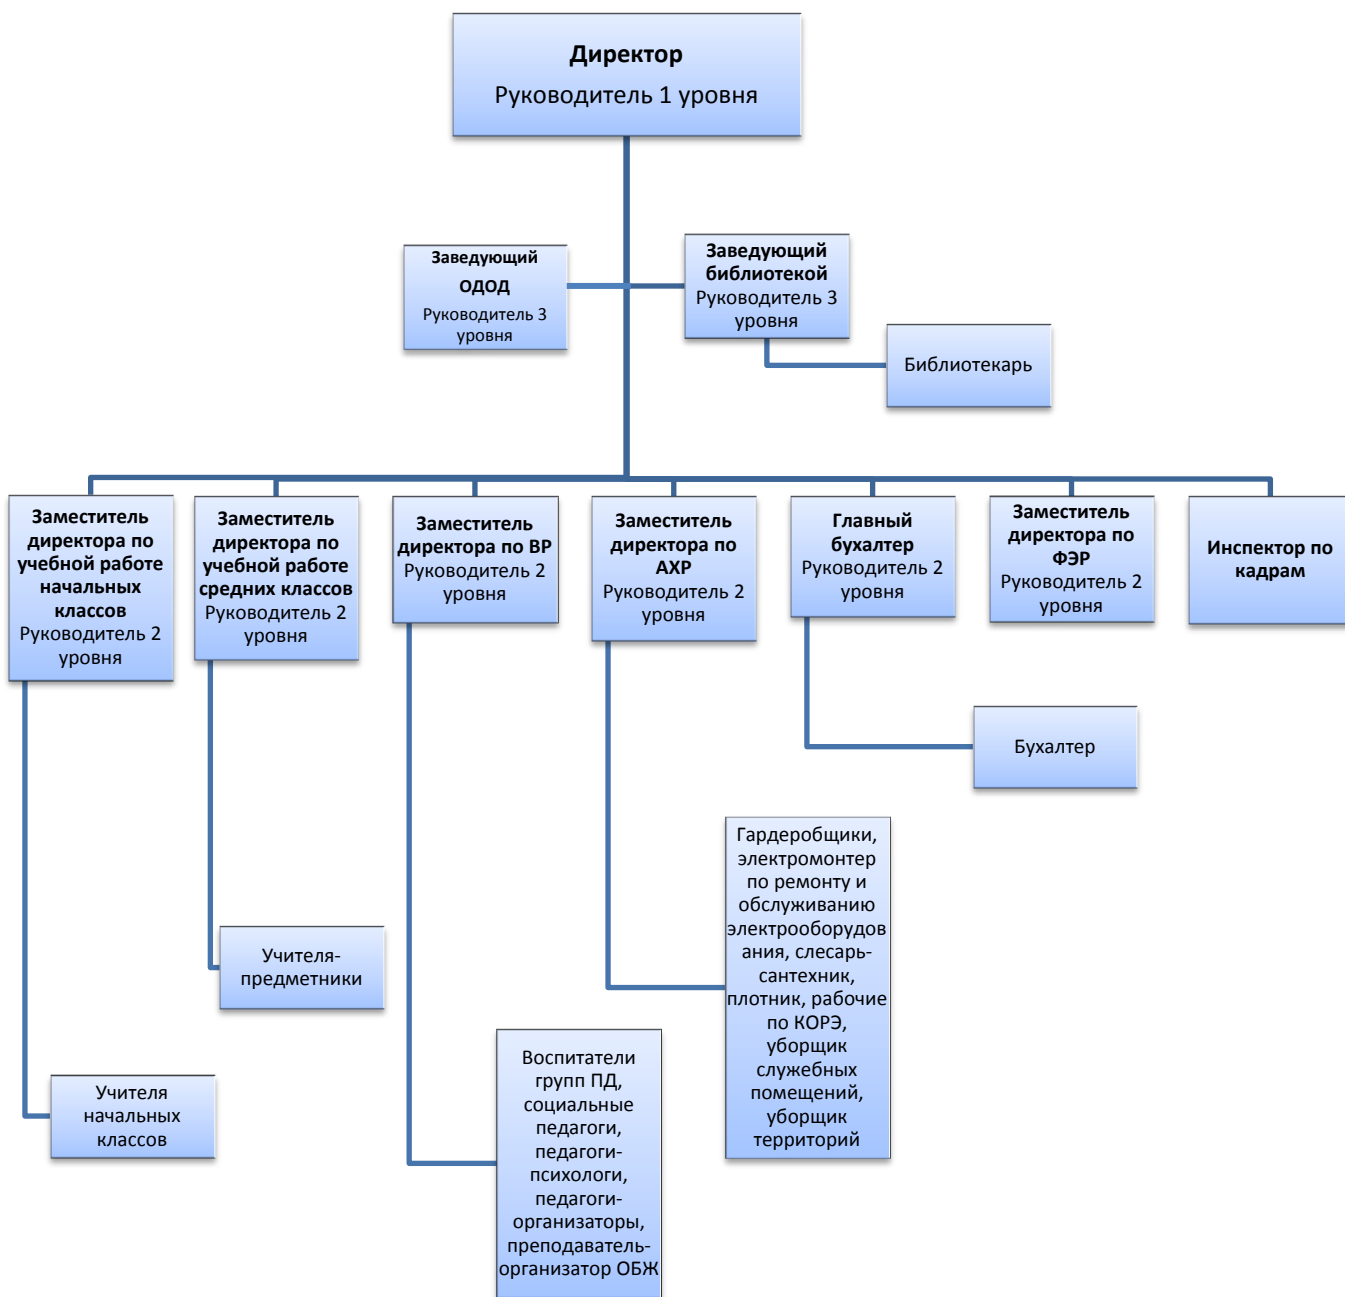 Директор
Руководитель 1 уровня
Заведующий
ОДОД
Руководитель 3
уровня
Заведующий
библиотекой
Руководитель 3
уровня
Библиотекарь
Заместитель
директора по
учебной работе
начальных
классов
Руководитель 2
уровня
Заместитель
директора по
учебной работе
средних классов
Руководитель 2
уровня
Заместитель
директора по ВР
Руководитель 2
уровня
Заместитель
директора по
АХР
Руководитель 2
уровня
Главный
бухгалтер
Руководитель 2
уровня
Заместитель
директора по
ФЭР
Руководитель 2
уровня
Инспектор по
кадрам
Бухалтер
Гардеробщики,
электромонтер
по ремонту и
обслуживанию
электрооборудов
ания, слесарь-
сантехник,
плотник, рабочие
по КОРЭ,
уборщик
служебных
помещений,
уборщик
территорий
Учителя-
предметники
Воспитатели
групп ПД,
социальные
педагоги,
педагоги-
психологи,
педагоги-
организаторы,
преподаватель-
организатор ОБЖ
Учителя
начальных
классов